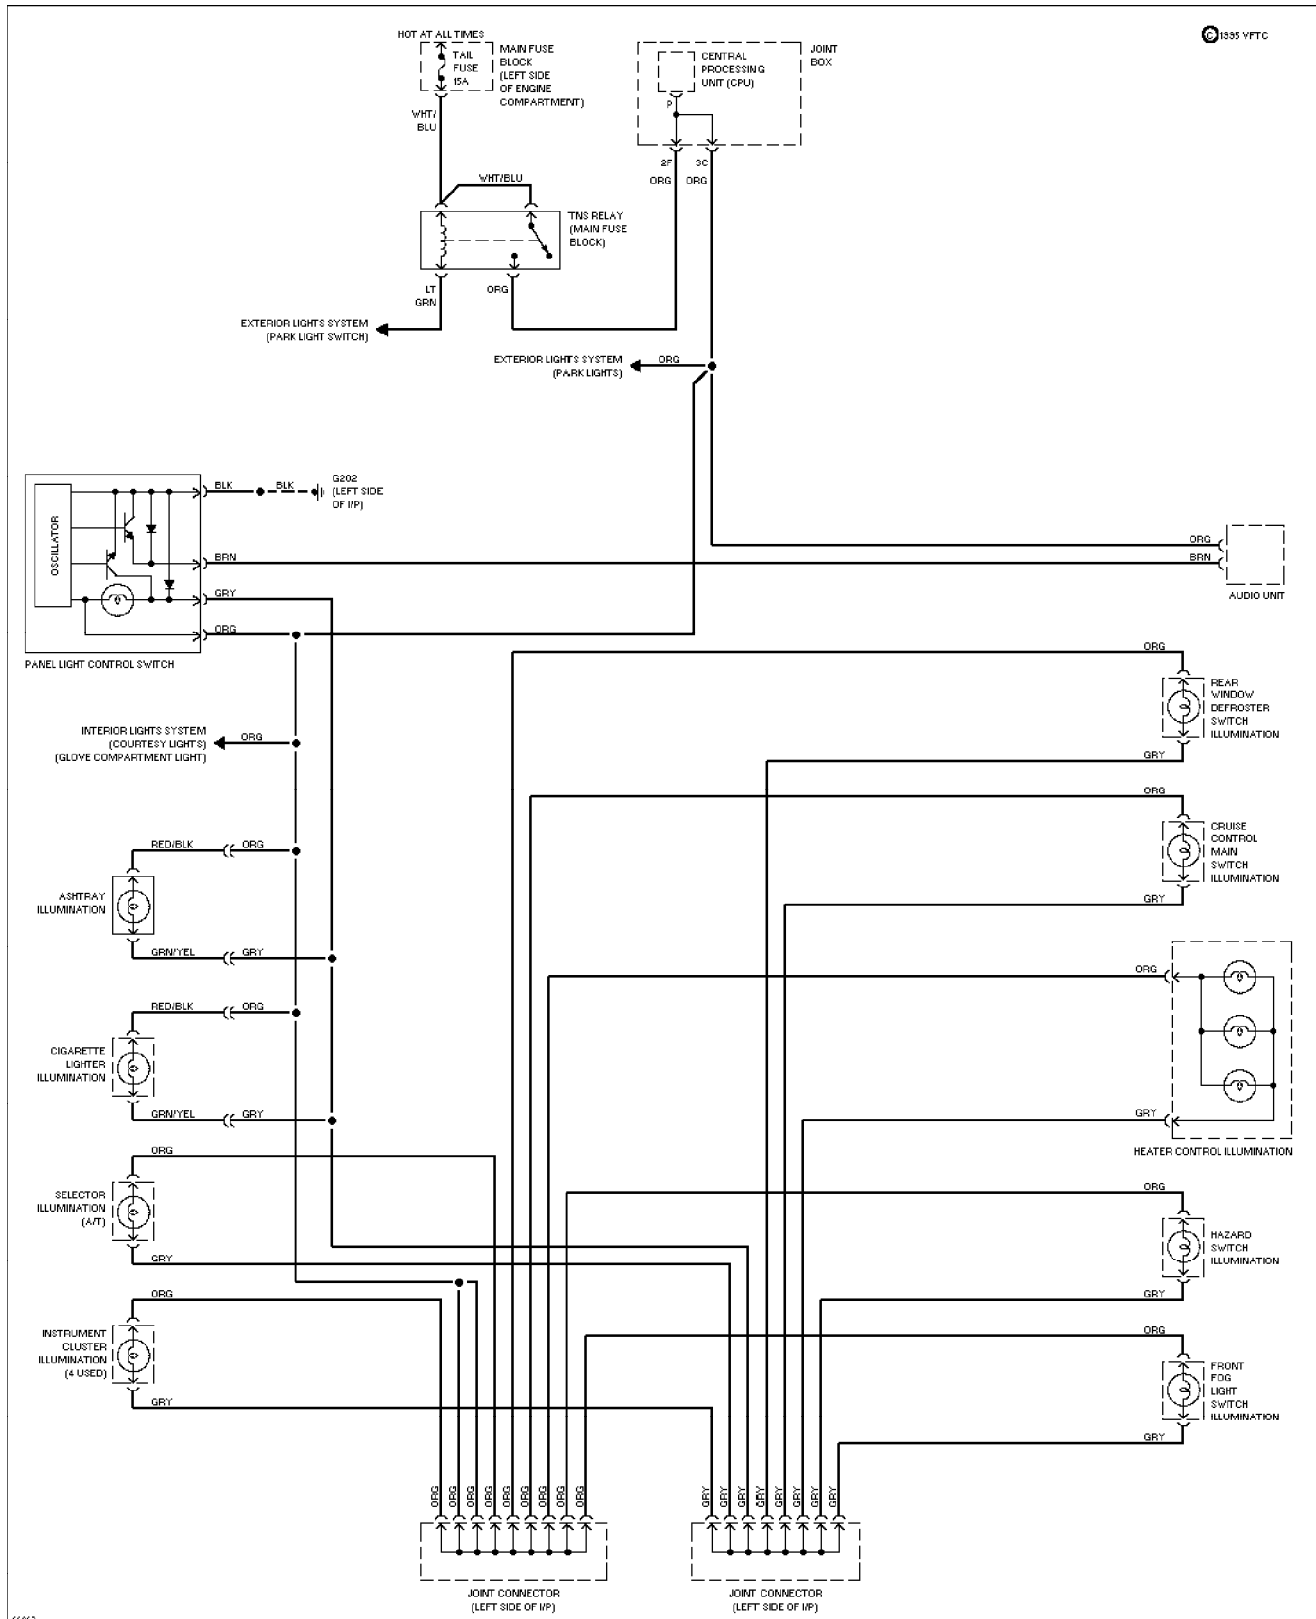 HOT AT ALL TIMES
TAIL
FUSE
15A
MAIN FUSE
BLOCK
(LEFT SIDE
OF ENGINE
COMPARTMENT)
CENTRAL
PROCESSING
UNIT (CPU)
JOINT
BOX
© 1995 VFTC
P
WHT/
BLU
2F
3C
ORG
ORG
WHT/BLU
TNS RELAY
(MAIN FUSE
BLOCK)
LT
GRN
ORG
EXTERIOR LIGHTS SYSTEM
(PARK LIGHT SWITCH)
EXTERIOR LIGHTS SYSTEM
(PARK LIGHTS)
ORG
OSCILLATOR
BLK
BLK
G202
(LEFT SIDE
OF I/P)
BRN
GRY
ORG
PANEL LIGHT CONTROL SWITCH
ORG
BRN
AUDIO UNIT
ORG
REAR
WINDOW
DEFROSTER
SWITCH
ILLUMINATION
GRY
INTERIOR LIGHTS SYSTEM
(COURTESY LIGHTS)
(GLOVE COMPARTMENT LIGHT)
ORG
ORG
CRUISE
CONTROL
MAIN
SWITCH
ILLUMINATION
GRY
RED/BLK
ORG
ASHTRAY
ILLUMINATION
GRN/YEL
GRY
ORG
GRY
HEATER CONTROL ILLUMINATION
RED/BLK
ORG
CIGARETTE
LIGHTER
ILLUMINATION
GRN/YEL
GRY
ORG
SELECTOR
ILLUMINATION
(A/T)
GRY
ORG
HAZARD
SWITCH
ILLUMINATION
GRY
ORG
INSTRUMENT
CLUSTER
ILLUMINATION
(4 USED)
GRY
ORG
FRONT
FOG
LIGHT
SWITCH
ILLUMINATION
GRY
ORG
ORG
ORG
ORG
ORG
ORG
ORG
ORG
ORG
GRY
GRY
GRY
GRY
GRY
GRY
GRY
GRY
JOINT CONNECTOR
(LEFT SIDE OF I/P)
JOINT CONNECTOR
(LEFT SIDE OF I/P)